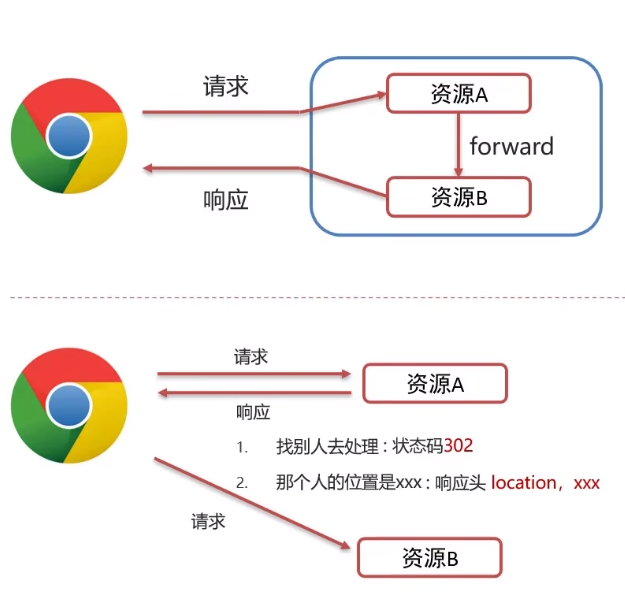 请求
资源A
forward
资源B
响应
请求
资源A
响应
1. 找别人去处理：状态码302
2. 那个人的位置是xxx：响应头 location，xxx
请求
资源B